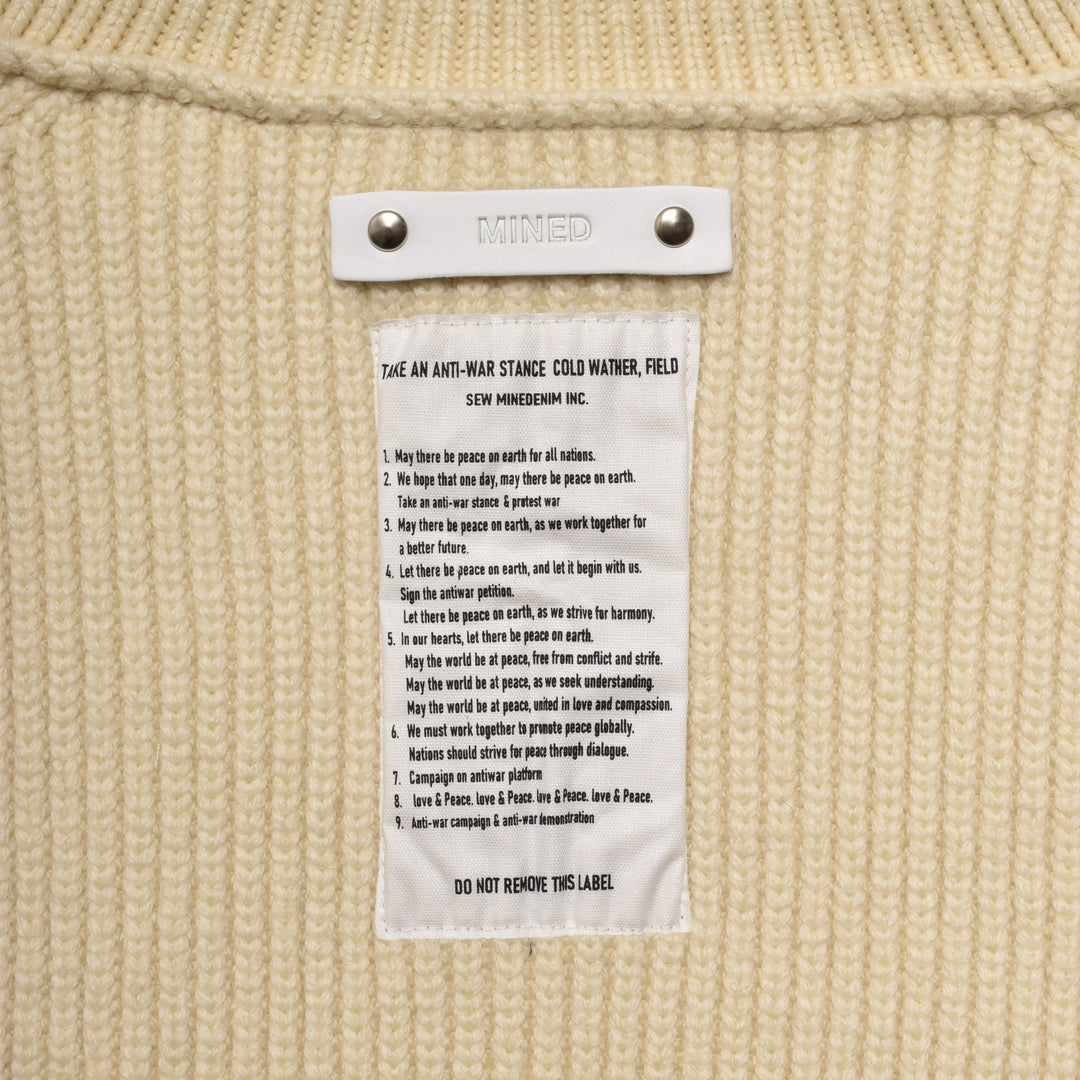 MINED
TAKE AN ANTI-WAR STANCE COLD WATHER, FIELD
SEW MINEDENIM INC.
1. May there be peace on earth for all nations.
2. We hope that one day, may there be peace on earth.
Take an anti-war stance & protest war
3. May there be peace on earth, as we work together for
a better future.
4. Let there be peace on earth, and let it begin with us.
Sign the antiwar petition.
Let there be peace on earth, as we strive for harmony.
5. In our hearts, let there be peace on earth.
May the world be at peace, free from conflict and strife.
May the world be at peace, as we seek understanding.
May the world be at peace, united in love and compassion.
6. We must work together to promote peace globally.
Nations should strive for peace through dialogue.
7. Campaign on antiwar platform
8. love & Peace. love & Peace. love & Peace. love & Peace.
9. Anti-war campaign & anti-war demonstration
DO NOT REMOVE THIS LABEL